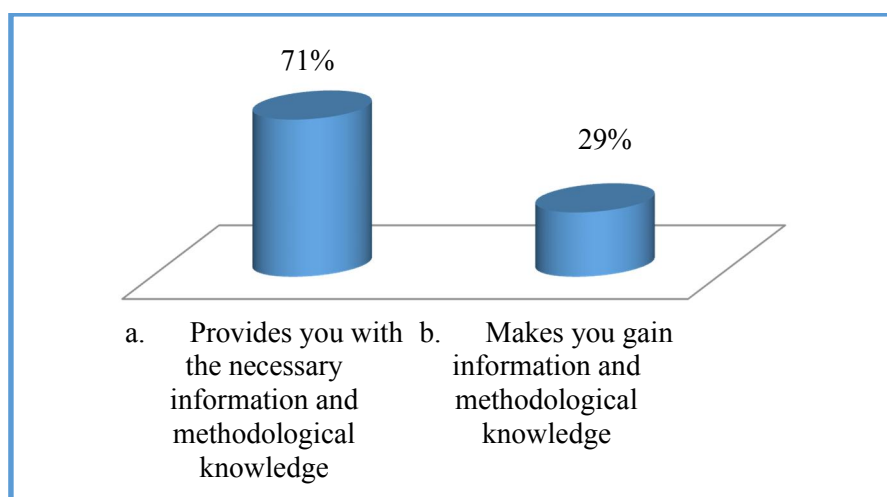 71%
29%
a. Provides you with
the necessary
information and
methodological
knowledge
b. Makes you gain
information and
methodological
knowledge